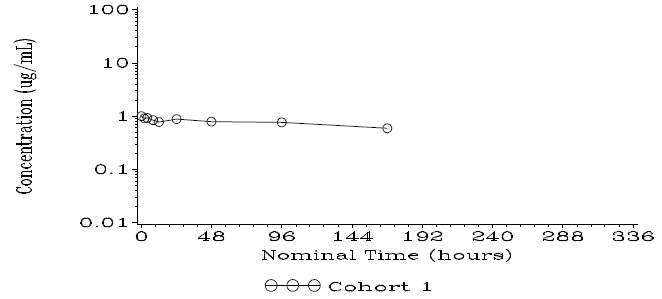 Concentration (ug/mL)
100
10
1
0.1
0.01
0 48 96 144 192 240 288 336
Nominal Time (hours)
Cohort 1